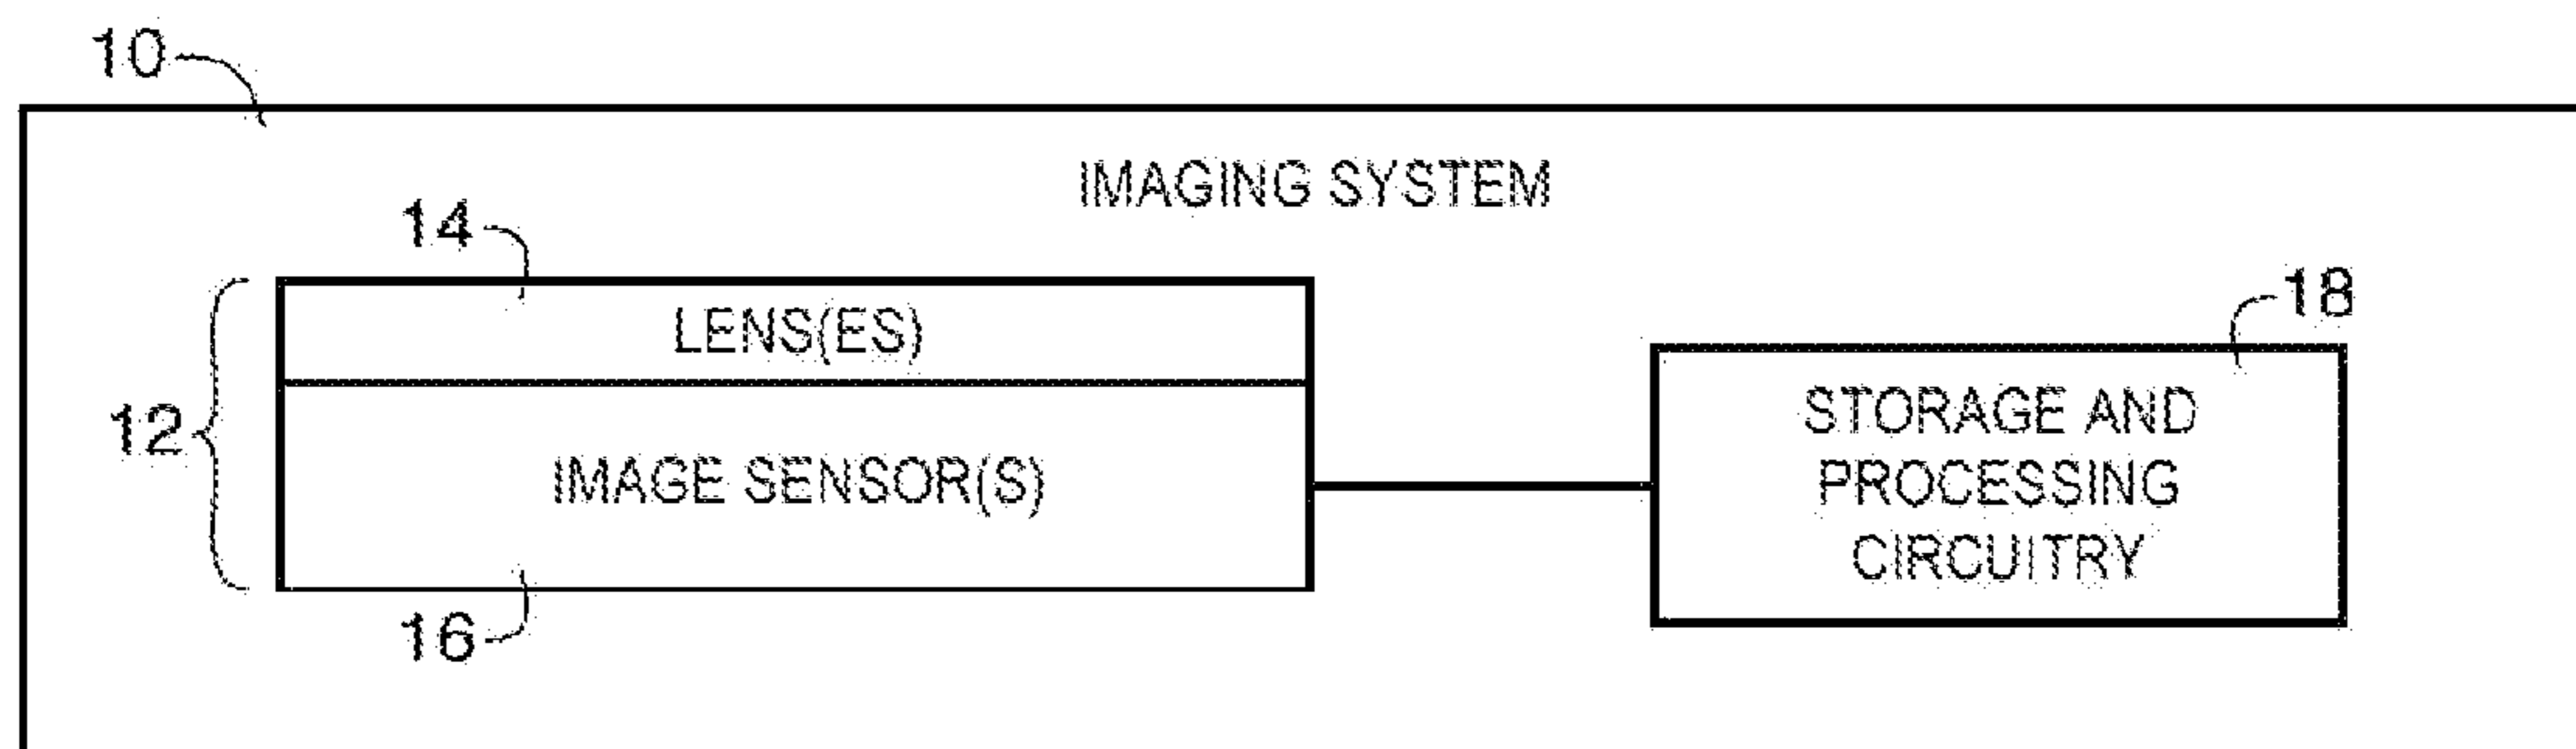 10
IMAGING SYSTEM
14
LENS(ES)
18
12
STORAGE AND
PROCESSING
CIRCUITRY
IMAGE SENSOR(S)
16